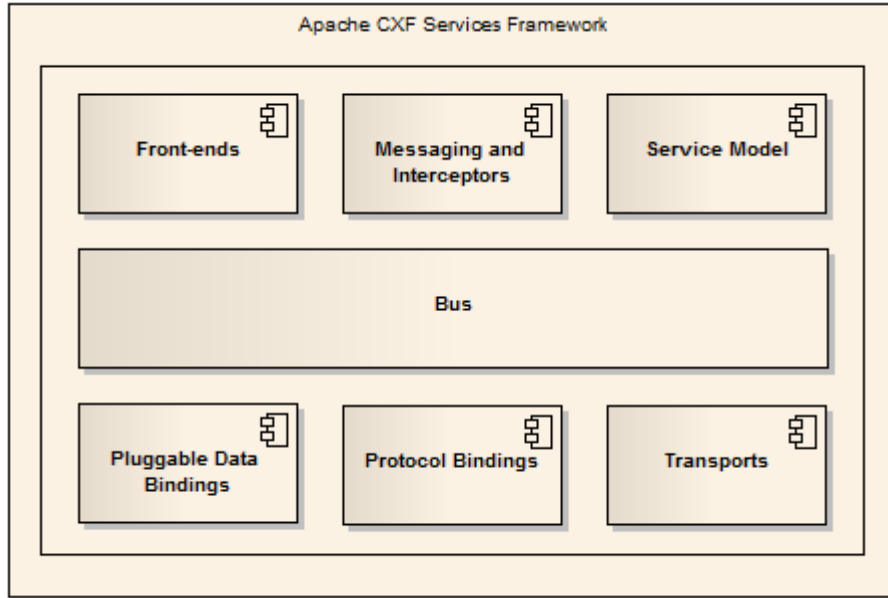 Apache CXF Services Framework
Front-ends
Messaging and
Interceptors
Service Model
Bus
Pluggable Data
Bindings
Protocol Bindings
Transports